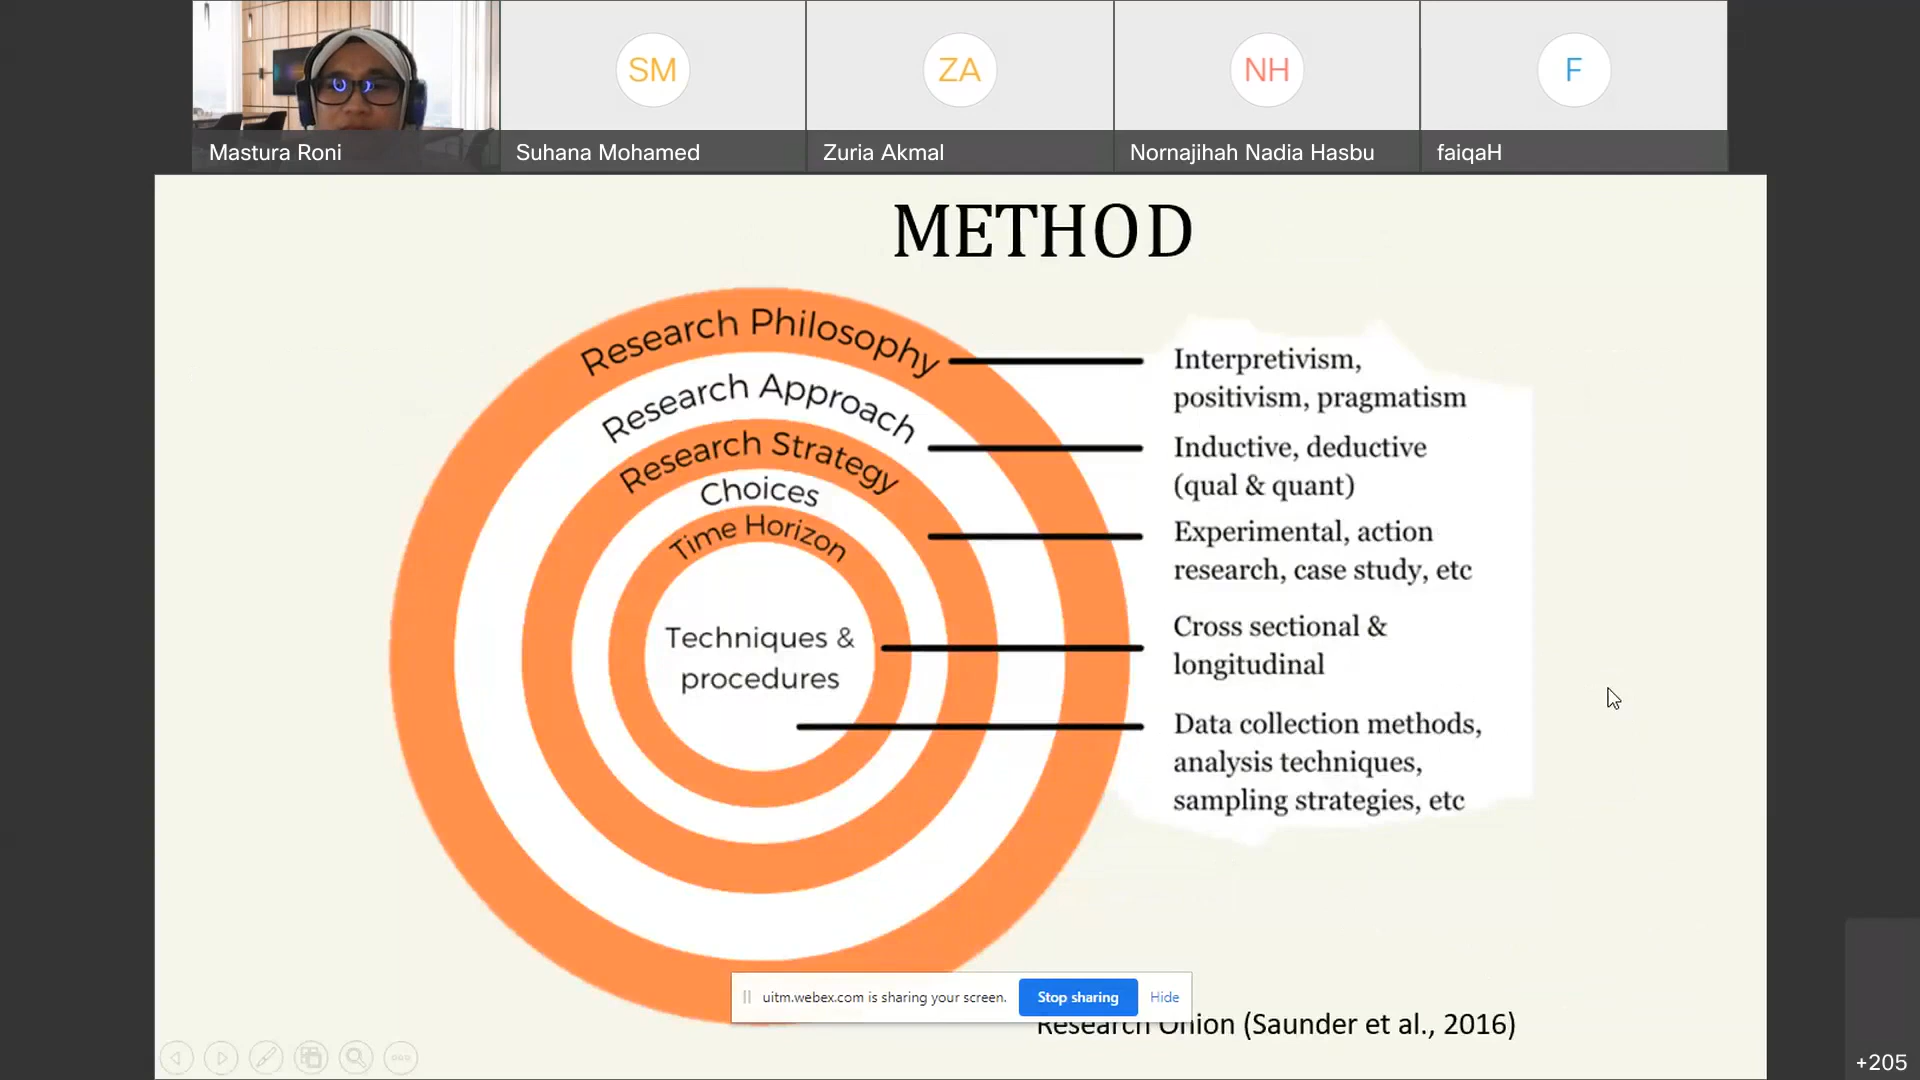 SM
ZA
NH
F
Mastura Roni
Suhana Mohamed
Zuria Akmal
Nornajihah Nadia Hasbu
faiqaH
METHOD
Research Philosophy
Interpretivism,
positivism, pragmatism
Research Approach
Inductive, deductive
(qual & quant)
Research Strategy
Experimental, action
research, case study, etc
Choices
Time Horizon
Cross sectional &
longitudinal
Techniques &
procedures
Data collection methods,
analysis techniques,
sampling strategies, etc
uitm.webex.com is sharing your screen.
Stop sharing
Hide
Research Onion (Saunder et al., 2016)
+205